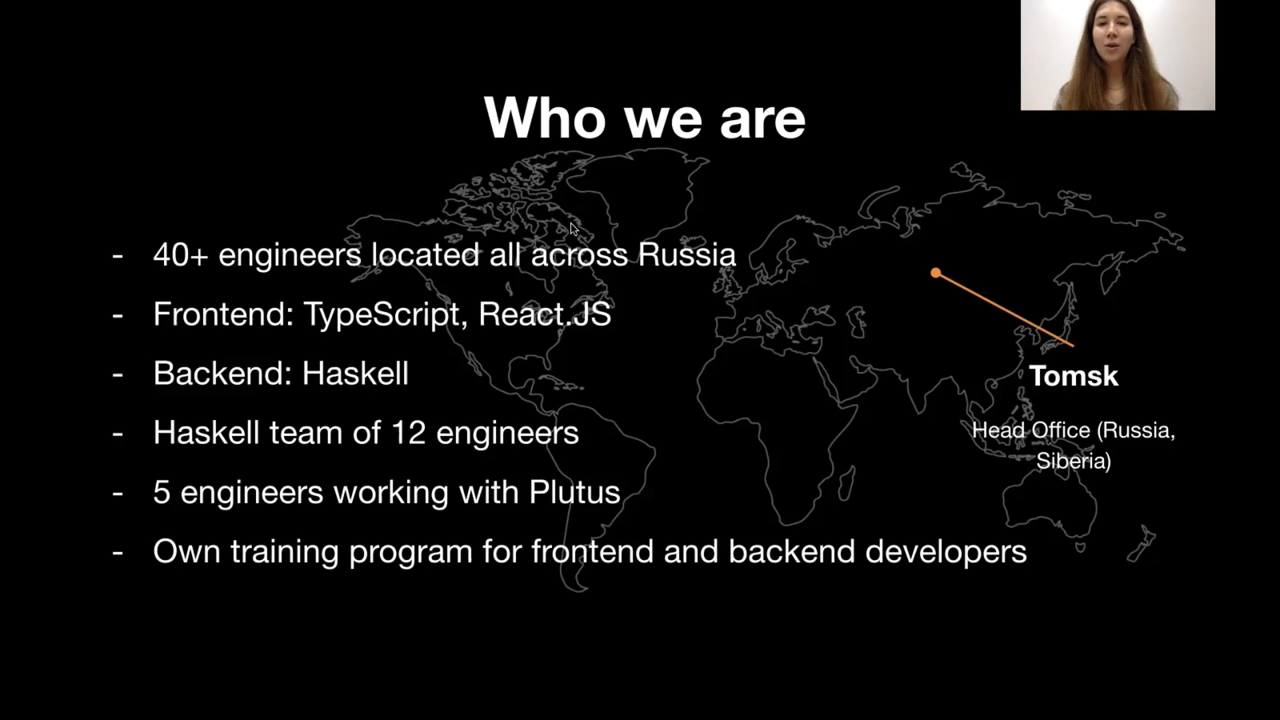 Who we are
- 40+ engineers located all across Russia
- Frontend: TypeScript, React.JS
- Backend: Haskell
- Haskell team of 12 engineers
- 5 engineers working with Plutus
- Own training program for frontend and backend developers
Tomsk
Head Office (Russia,
Siberia)